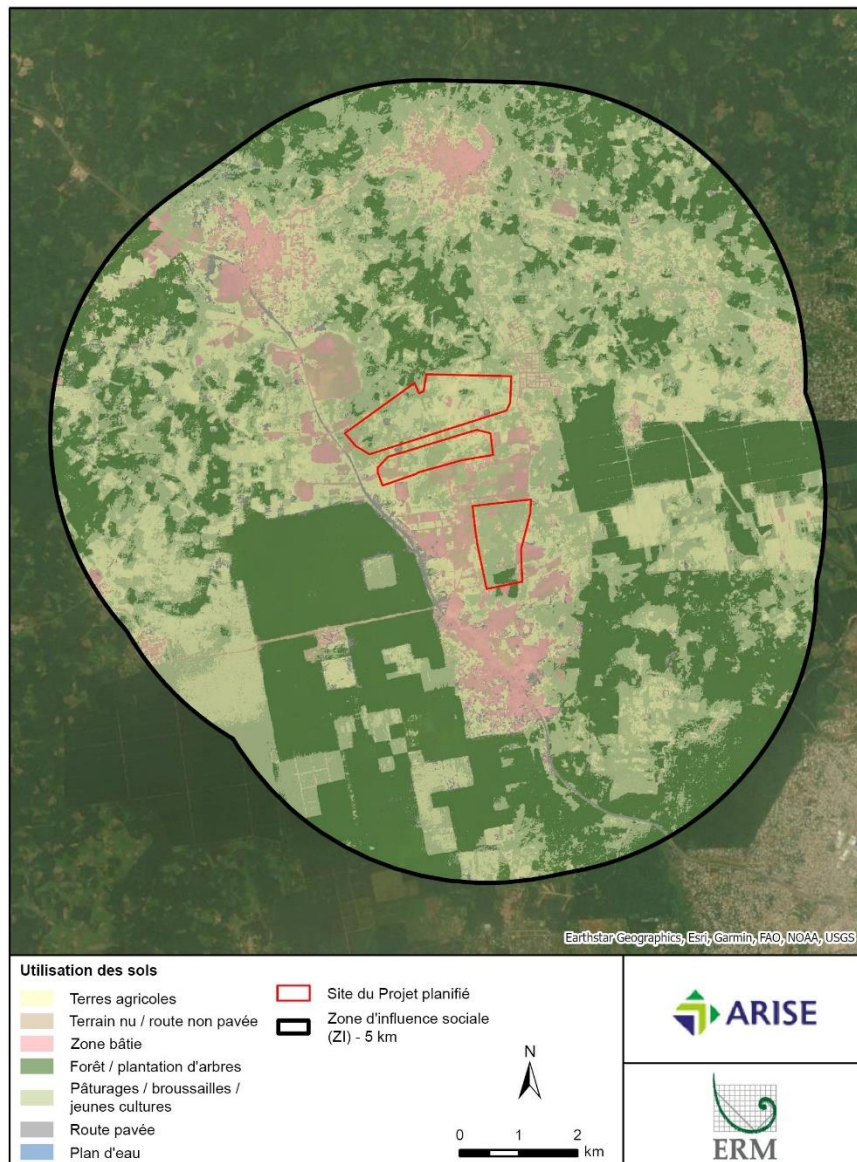 Earthstar Geographics, Esri, Garmin, FAO, NOAA, USGS
Utilisation des sols
Terres agricoles
Terrain nu / route non pavée
Zone bâtie
Forêt / plantation d'arbres
Pâturages / broussailles /
jeunes cultures
Route pavée
Plan d'eau
Site du Projet planifié
Zone d'influence sociale
(ZI) - 5 km
N
0 1 2
km
ARISE
ERM